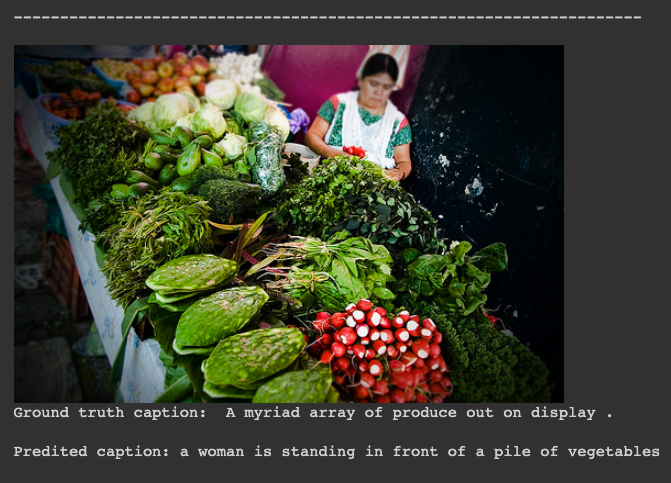 Ground truth caption:  A myriad array of produce out on display .
Predited caption: a woman is standing in front of a pile of vegetables